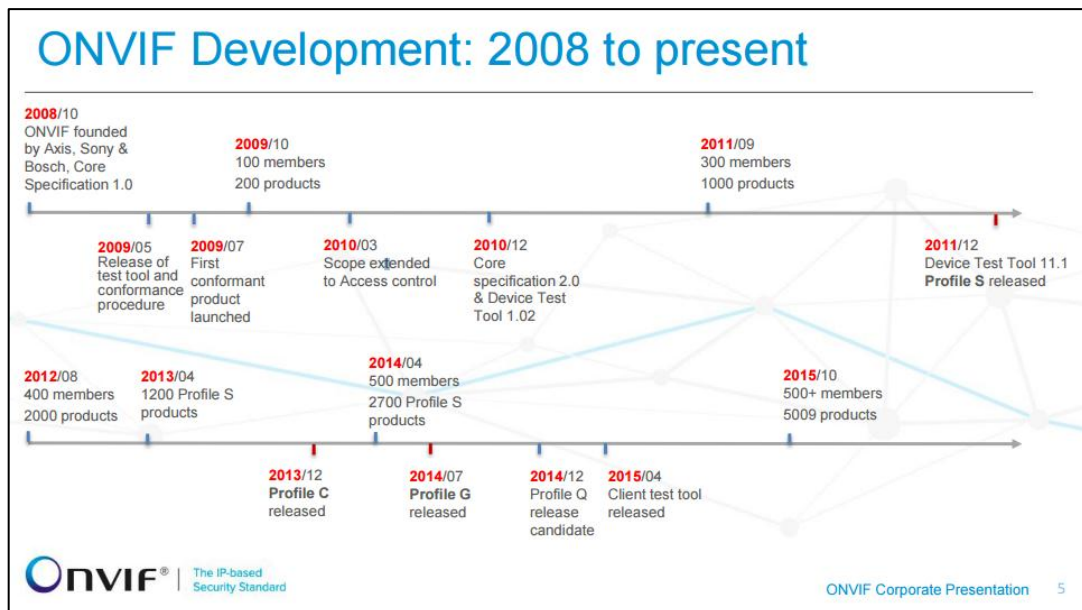 ONVIF Development: 2008 to present
2008/10
ONVIF founded
by Axis, Sony &
Bosch, Core
Specification 1.0
2009/10
100 members
200 products
2011/09
300 members
1000 products
2009/05
Release of
test tool and
conformance
procedure
2009/07
First
conformant
product
launched
2010/03
Scope extended
to Access control
2010/12
Core
specification 2.0
& Device Test
Tool 1.02
2011/12
Device Test Tool 11.1
Profile S released
2012/08
400 members
2000 products
2013/04
1200 Profile S
products
2014/04
500 members
2700 Profile S
products
2015/10
500+ members
5009 products
2013/12
Profile C
released
2014/07
Profile G
released
2014/12
Profile Q
release
candidate
2015/04
Client test tool
released
ONVIF®
The IP-based
Security Standard
ONVIF Corporate Presentation 5